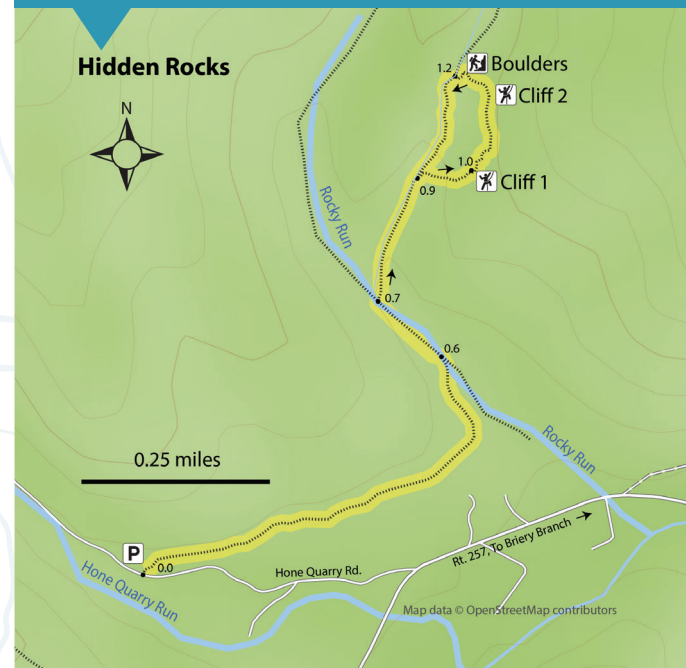 Hidden Rocks
N
1.2
Boulders
Cliff 2
1.0
Cliff 1
0.9
Rocky Run
0.7
0.6
Rocky Run
0.25 miles
P
0.0
Hone Quarry Rd.
Rt. 257, To Briery Branch
Hone Quarry Run
Map data © OpenStreetMap contributors